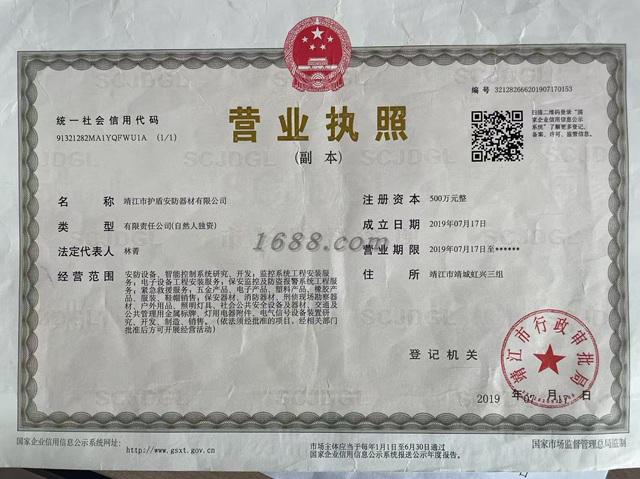 编号 321282666201907170153
统一社会信用代码
91321282MA1YQFWU1A (1/1)
营业执照
(副本)
扫描二维码登录“国
家企业信用信息公示
系统”了解更多登记、
备案、许可、监管信息。
名称 靖江市护盾安防器材有限公司
类型 有限责任公司(自然人独资)
法定代表人 林菁
经营范围 安防设备、智能控制系统研究、开发；监控系统工程安装服
务；电子设备工程安装服务；保安监控及防盗报警系统工程服
务；紧急救援服务；五金产品、电子产品、塑料产品、橡胶产
品、服装、鞋帽销售；保安器材、消防器材、刑侦现场勘察器
材、户外用品、照明灯具、社会公共安全设备及器材、交通及
公共管理用金属标牌、灯用电器附件、电气信号设备装置研
究、开发、制造、销售。（依法须经批准的项目，经相关部门
批准后方可开展经营活动）
注册资本 500万元整
成立日期 2019年07月17日
营业期限 2019年07月17日至******
住所 靖江市靖城虹兴三组
1688.com
登记机关
靖江市行政审批局
2019 年 07 月 17 日
国家企业信用信息公示系统网址：
http://www.gsxt.gov.cn
市场主体应当于每年1月1日至6月30日通过
国家企业信用信息公示系统报送公示年度报告。
国家市场监督管理总局监制